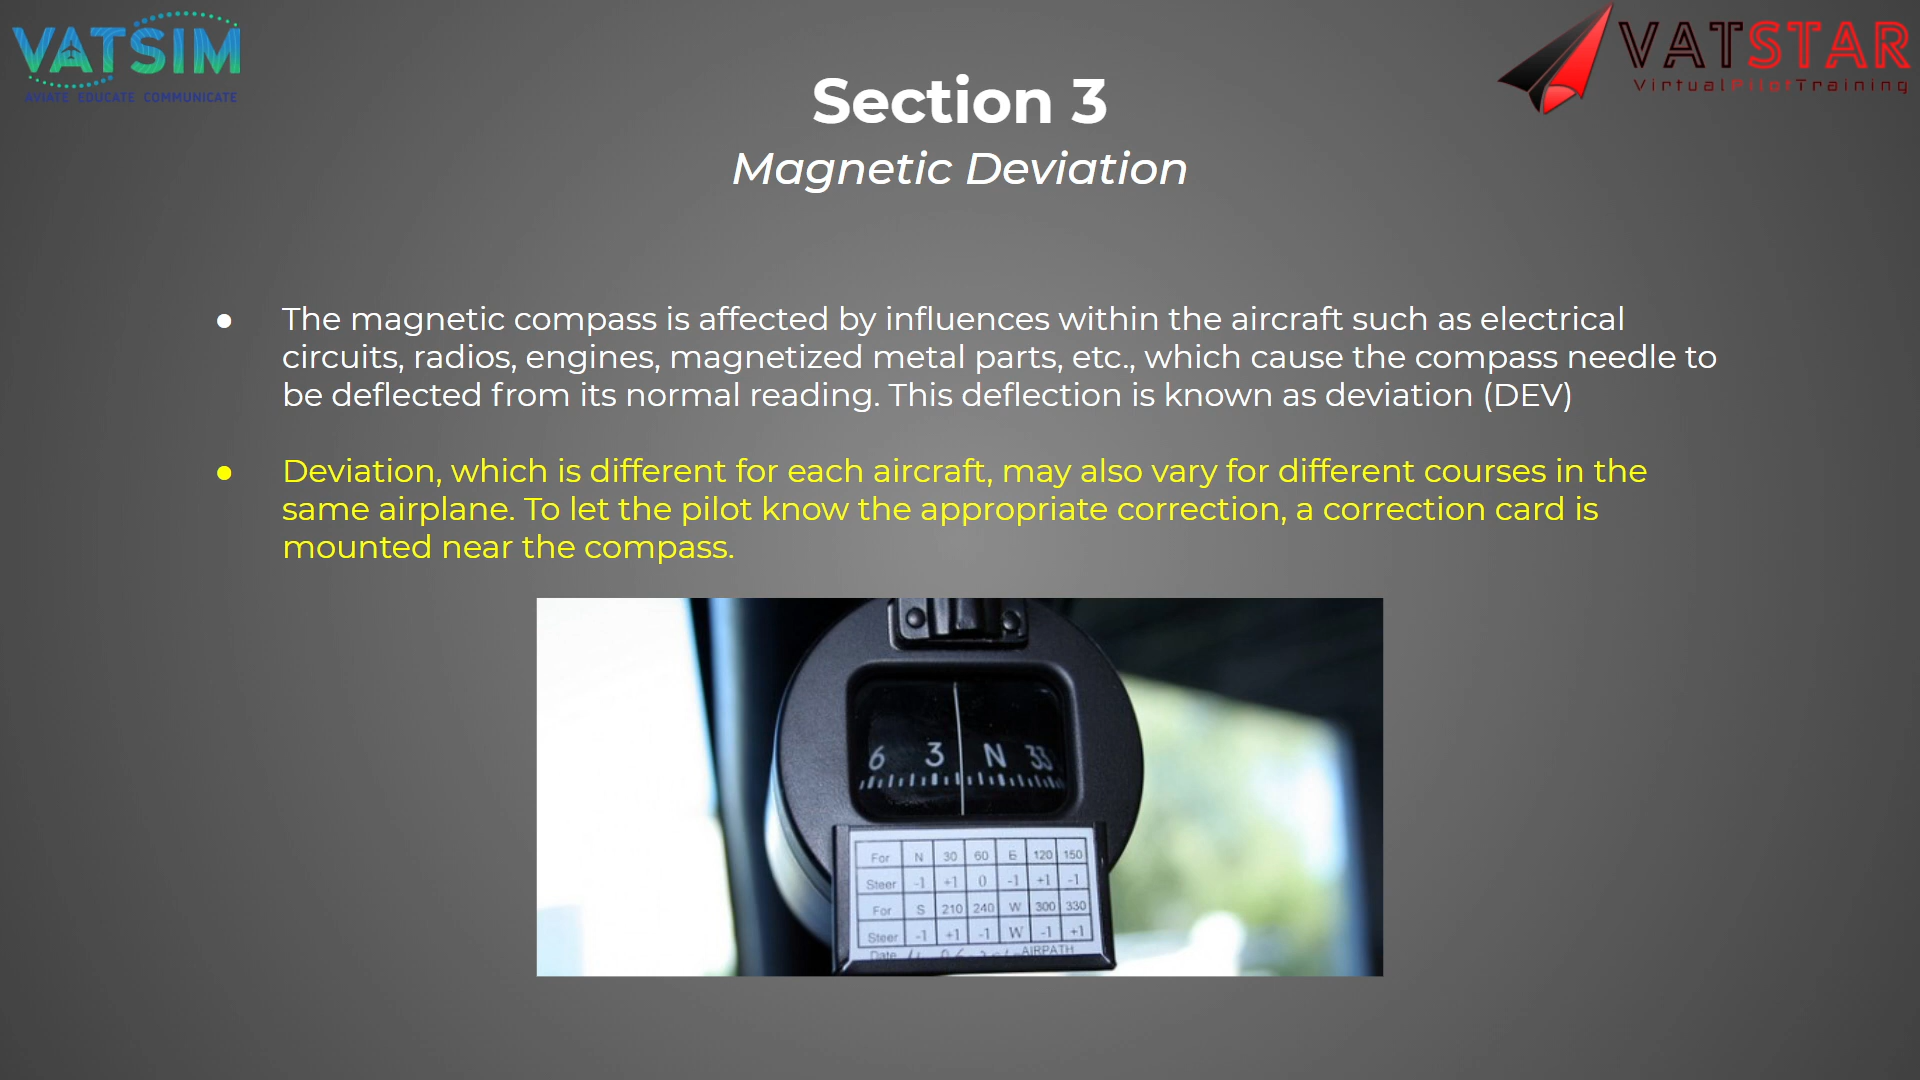 VATSIM
AVIATE EDUCATE COMMUNICATE
VATSTAR
VirtualPilotTraining
Section 3
Magnetic Deviation
● The magnetic compass is affected by influences within the aircraft such as electrical
circuits, radios, engines, magnetized metal parts, etc., which cause the compass needle to
be deflected from its normal reading. This deflection is known as deviation (DEV)
● Deviation, which is different for each aircraft, may also vary for different courses in the
same airplane. To let the pilot know the appropriate correction, a correction card is
mounted near the compass.
6 3 N 33
For N 30 60 E 120 150
Steer -1 +1 0 -1 +1 -1
For S 210 240 W 300 330
Steer -1 +1 -1 W -1 +1
Date AIRPATH